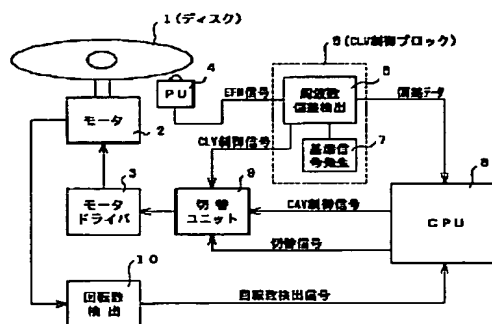 1(ディスク)
4
PU
EFM信号
5(CLV制御ブロック)
6
周波数
偏差検出
偏差データ
基準信
号発生
7
モータ
2
CLV制御信号
3
モータ
ドライバ
9
切替
ユニット
CAV制御信号
切替信号
8
CPU
10
回転数
検出
回転数検出信号